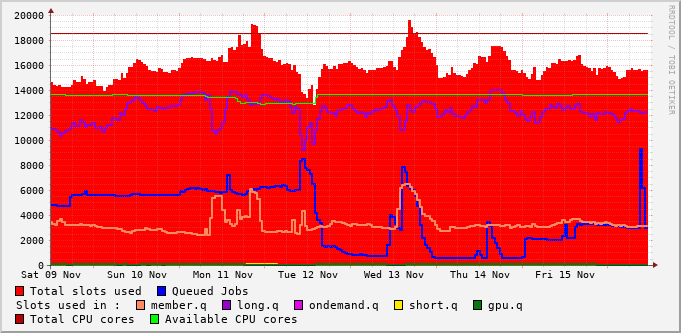 20000
18000
16000
14000
12000
10000
8000
6000
4000
2000
0
Sat 09 Nov Sun 10 Nov Mon 11 Nov Tue 12 Nov Wed 13 Nov Thu 14 Nov Fri 15 Nov
Total slots used Queued Jobs
Slots used in : member.q long.q ondemand.q short.q gpu.q
Total CPU cores Available CPU cores
RRDTOOL / TOBI OETIKER